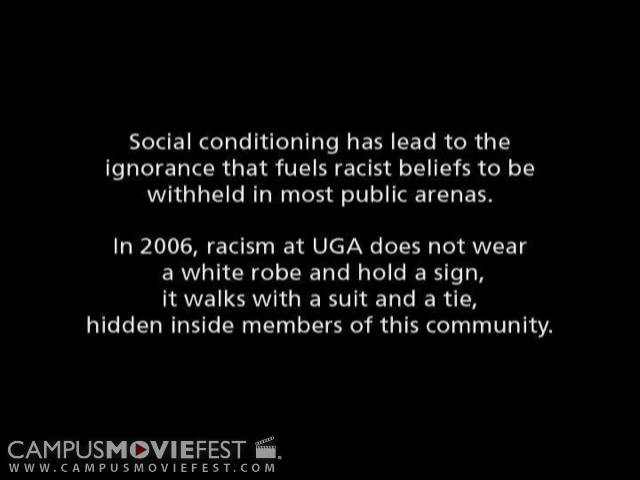 Social conditioning has lead to the
ignorance that fuels racist beliefs to be
withheld in most public arenas.
In 2006, racism at UGA does not wear
a white robe and hold a sign,
it walks with a suit and a tie,
hidden inside members of this community.
CAMPUSMOVIEFEST
WWW.CAMPUSMOVIEFEST.COM